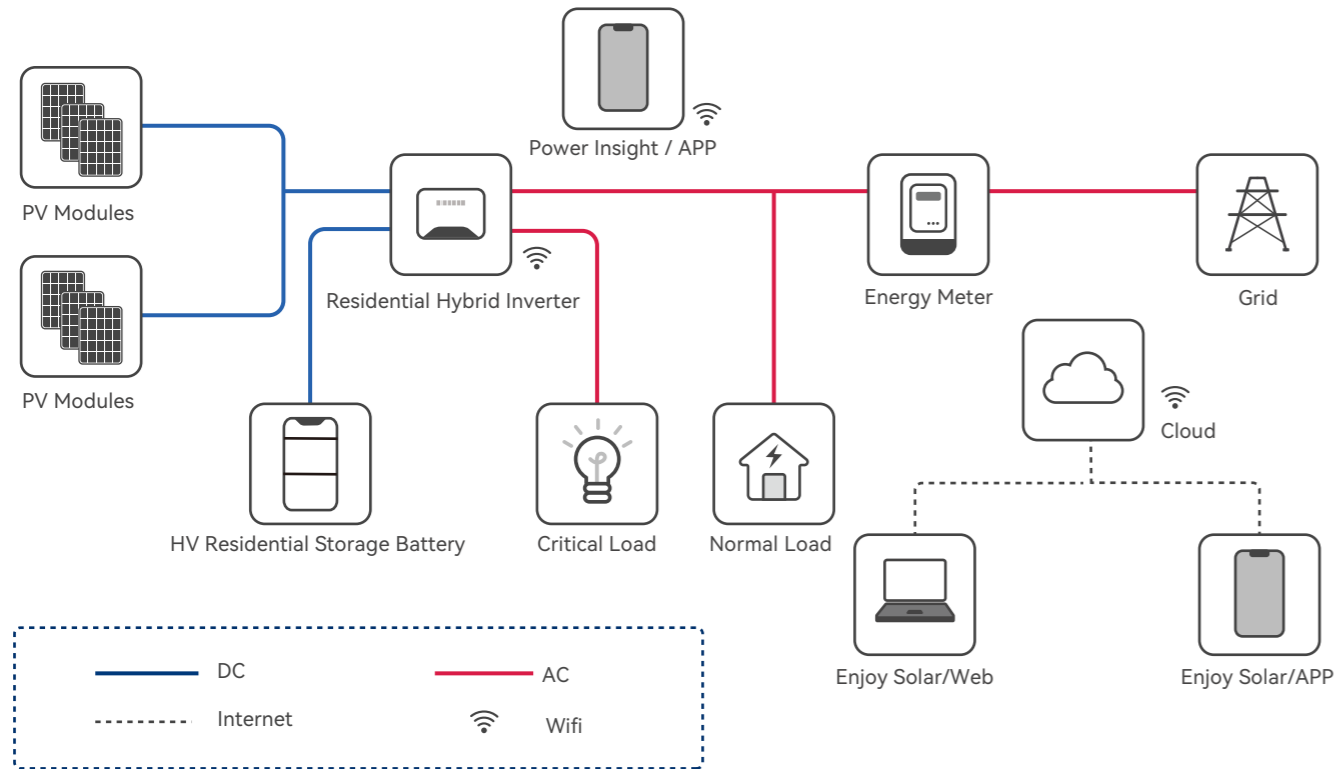 Power Insight / APP
PV Modules
Residential Hybrid Inverter
Energy Meter
Grid
PV Modules
Cloud
HV Residential Storage Battery
Critical Load
Normal Load
Enjoy Solar/Web
Enjoy Solar/APP
DC
AC
Internet
Wifi